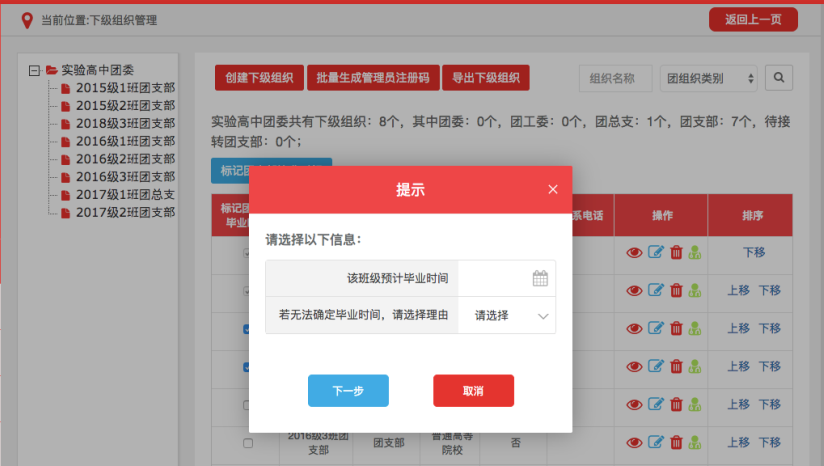 当前位置:下级组织管理
返回上一页
实验高中团委
2015级1班团支部
2015级2班团支部
2018级3班团支部
2016级1班团支部
2016级2班团支部
2016级3班团支部
2017级1班团总支
2017级2班团支部
创建下级组织 批量生成管理员注册码 导出下级组织 组织名称 团组织类别
实验高中团委共有下级组织：8个，其中团委：0个，团工委：0个，团总支：1个，团支部：7个，待接
转团支部：0个；
标记团
提示
标记团
毕业
系电话 操作 排序
请选择以下信息：
该班级预计毕业时间
若无法确定毕业时间，请选择理由 请选择
下一步 取消
下移
上移 下移
上移 下移
上移 下移
上移 下移
2016级3班团
支部
团支部
普通高等
院校
否
上移 下移